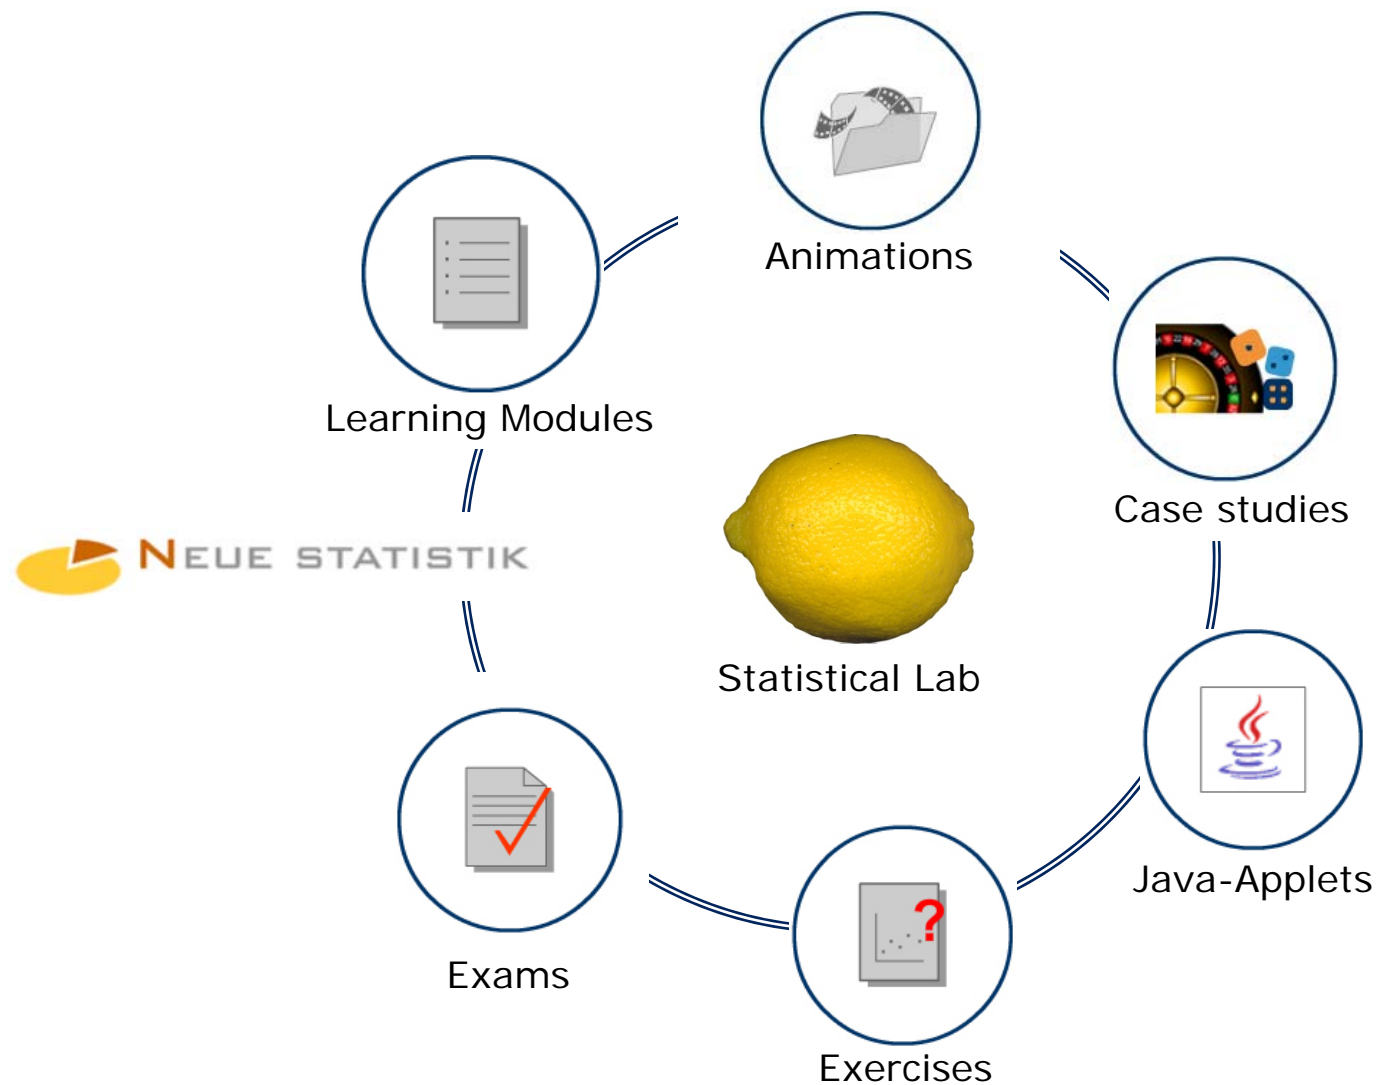 Animations
Learning Modules
Case studies
NEUE STATISTIK
Statistical Lab
Java-Applets
Exams
?
Exercises